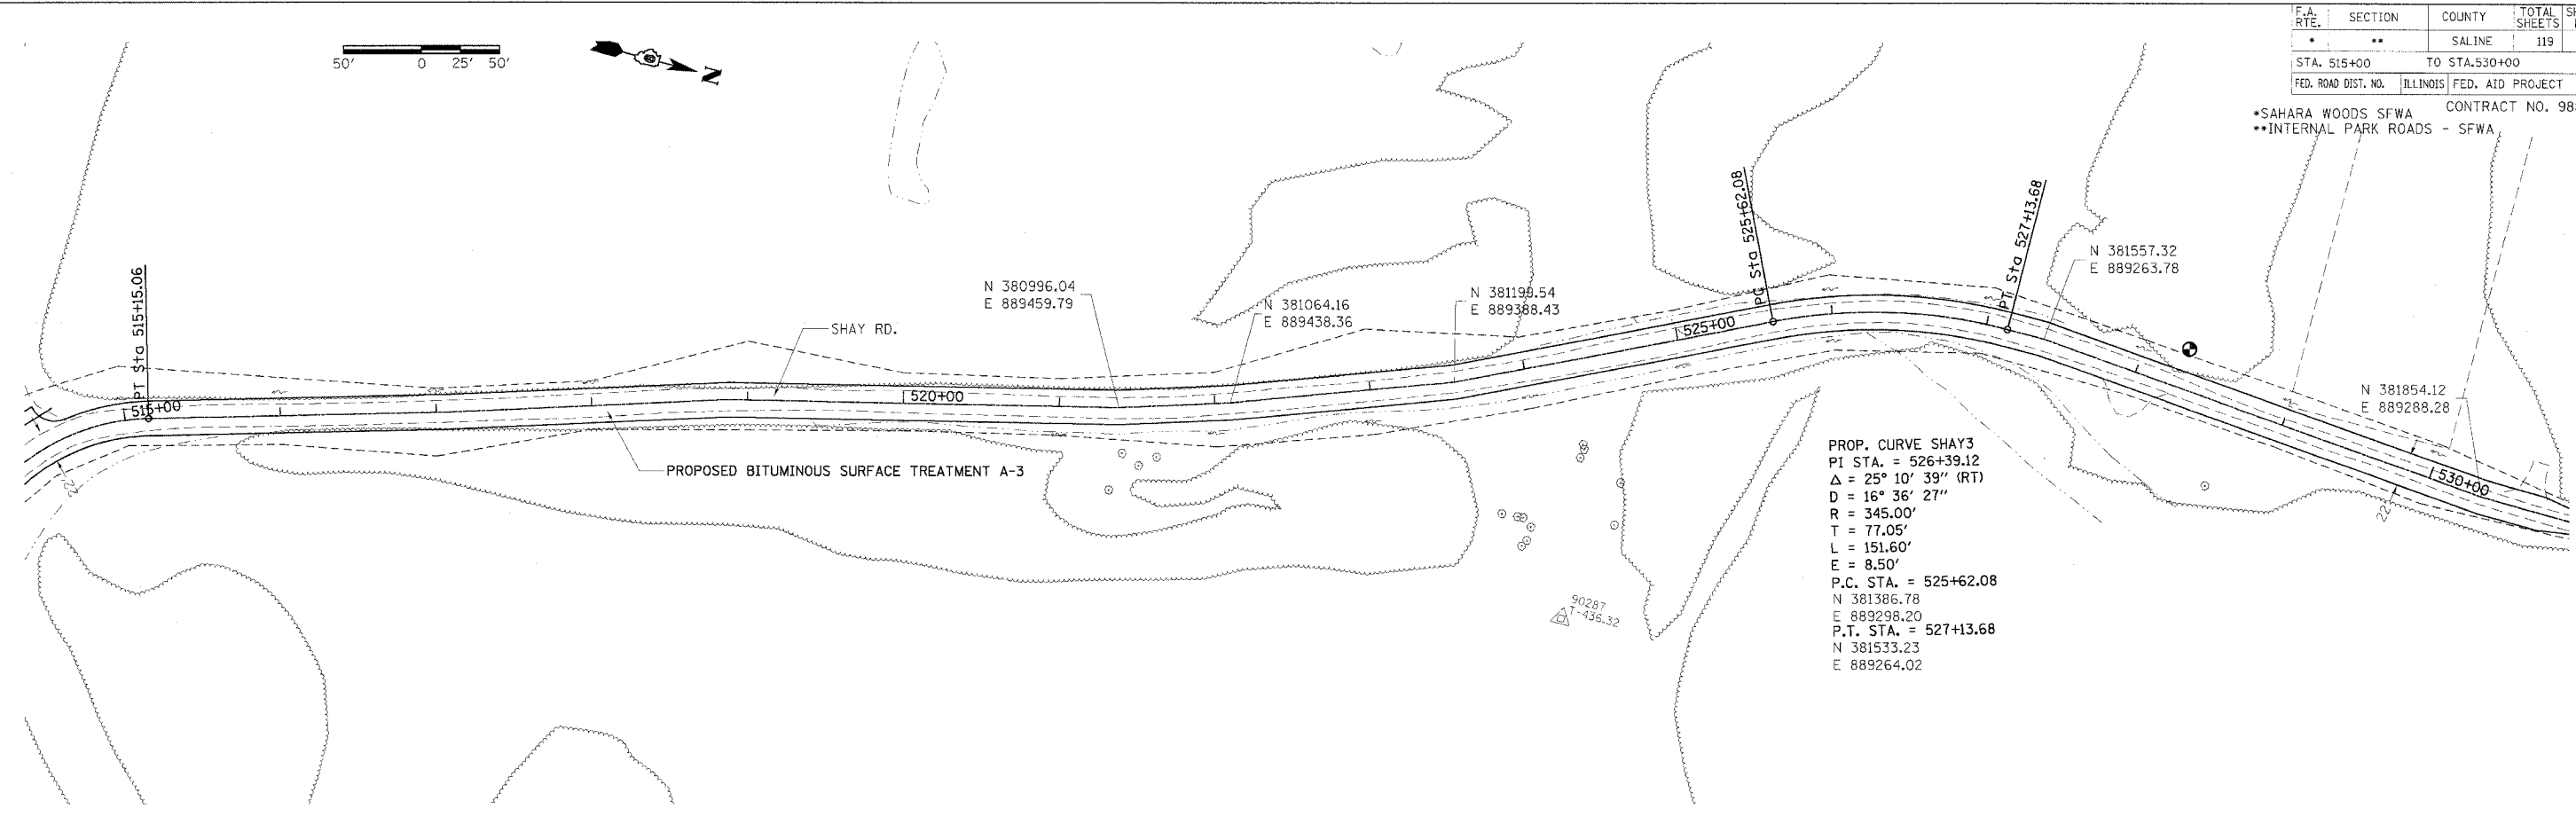 F.A. RTE. SECTION COUNTY TOTAL SHEETS
* ** SALINE 119
STA. 515+00 TO STA.530+00
FED. ROAD DIST. NO. ILLINOIS FED. AID PROJECT
CONTRACT NO.
*SAHARA WOODS SFWA
**INTERNAL PARK ROADS - SFWA
50' 0 25' 50'
N
PT Sta 515+15.06
515+00
22'
SHAY RD.
PROPOSED BITUMINOUS SURFACE TREATMENT A-3
520+00
N 380996.04
E 889459.79
N 381064.16
E 889438.36
N 381199.54
E 889388.43
525+00
PC Sta 525+62.08
PT Sta 527+13.68
N 381557.32
E 889263.78
N 381854.12
E 889288.28
530+00
22'
90287
T-436.32
PROP. CURVE SHAY3
PI STA. = 526+39.12
Δ = 25° 10' 39" (RT)
D = 16° 36' 27"
R = 345.00'
T = 77.05'
L = 151.60'
E = 8.50'
P.C. STA. = 525+62.08
N 381386.78
E 889298.20
P.T. STA. = 527+13.68
N 381533.23
E 889264.02